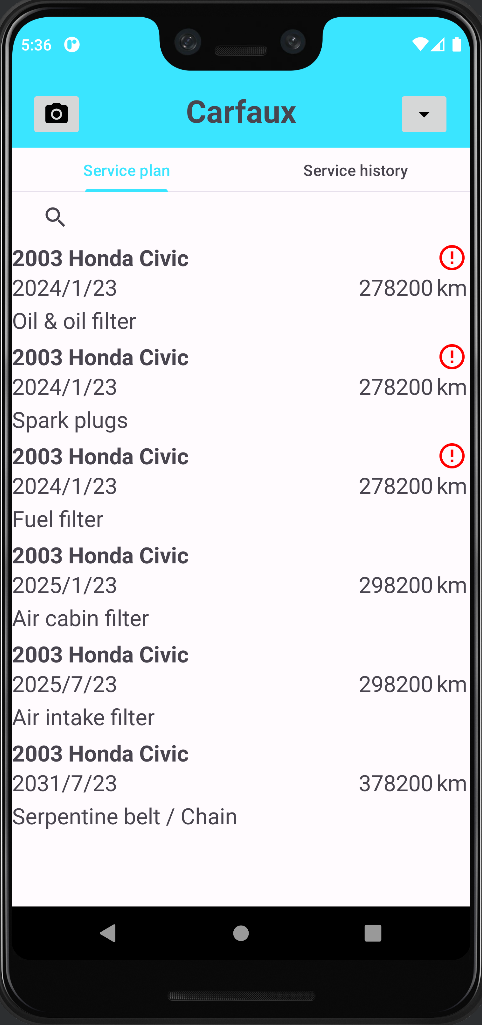 5:36
Carfaux
Service plan Service history
2003 Honda Civic
2024/1/23 278200 km
Oil & oil filter
2003 Honda Civic
2024/1/23 278200 km
Spark plugs
2003 Honda Civic
2024/1/23 278200 km
Fuel filter
2003 Honda Civic
2025/1/23 298200 km
Air cabin filter
2003 Honda Civic
2025/7/23 298200 km
Air intake filter
2003 Honda Civic
2031/7/23 378200 km
Serpentine belt / Chain